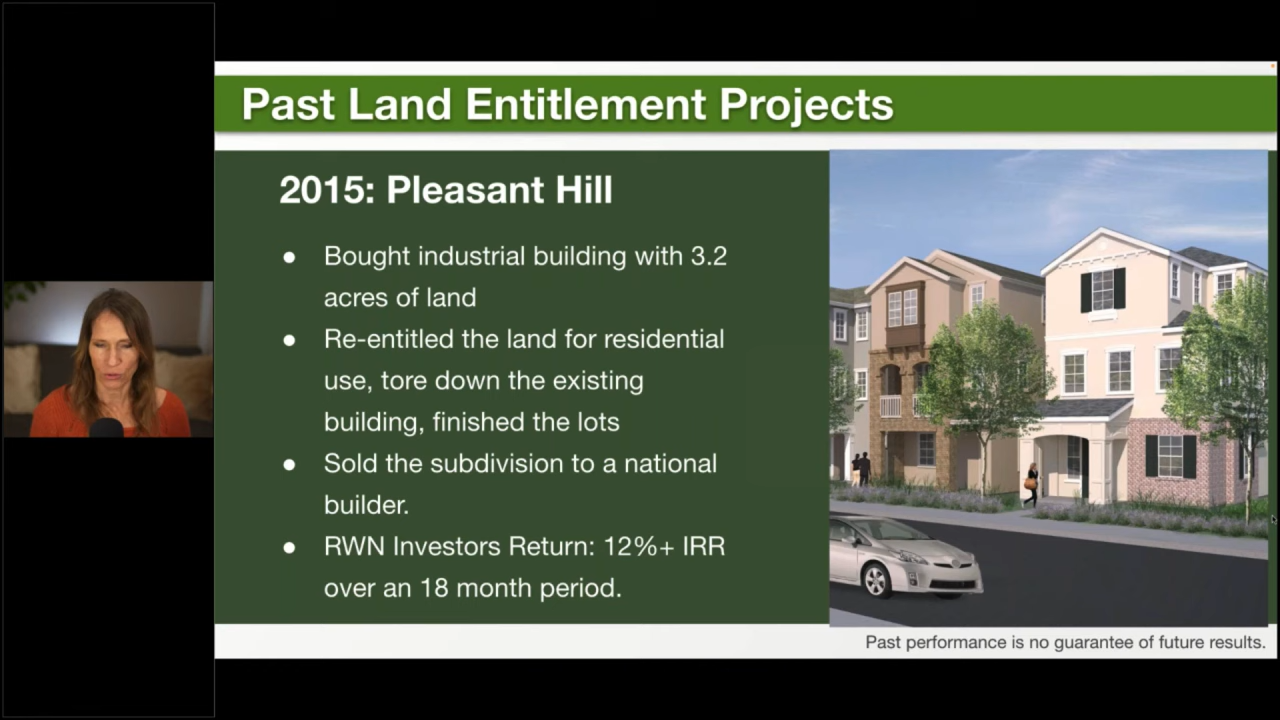 Past Land Entitlement Projects
2015: Pleasant Hill
● Bought industrial building with 3.2
acres of land
● Re-entitled the land for residential
use, tore down the existing
building, finished the lots
● Sold the subdivision to a national
builder.
● RWN Investors Return: 12%+ IRR
over an 18 month period.
Past performance is no guarantee of future results.